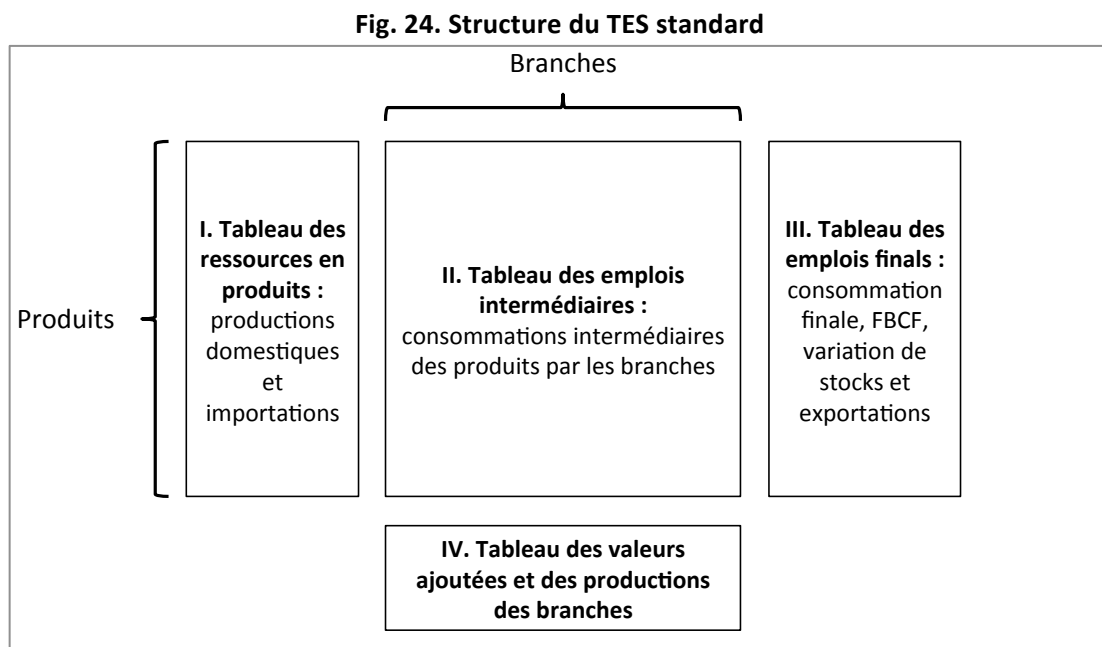 Fig. 24. Structure du TES standard
Branches
Produits
I. Tableau des
ressources en
produits :
productions
domestiques
et
importations
II. Tableau des emplois
intermédiaires :
consommations intermédiaires
des produits par les branches
III. Tableau des
emplois finals :
consommation
finale, FBCF,
variation de
stocks et
exportations
IV. Tableau des valeurs
ajoutées et des productions
des branches